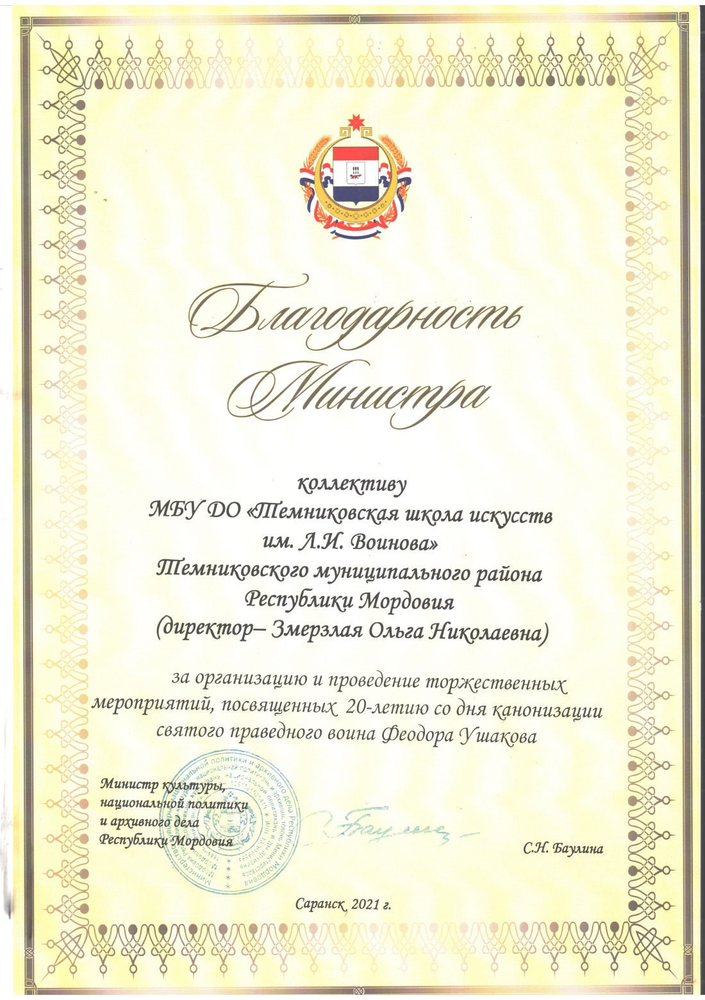 Благодарность
Министра
коллективу
МБУ ДО «Темниковская школа искусств
им. Л.И. Воинова»
Темниковского муниципального района
Республики Мордовия
(директор– Змерзлая Ольга Николаевна)
за организацию и проведение торжественных
мероприятий, посвященных 20-летию со дня канонизации
святого праведного воина Феодора Ушакова
Министр культуры,
национальной политики
и архивного дела
Республики Мордовия
С.Н. Баулина
Саранск, 2021 г.